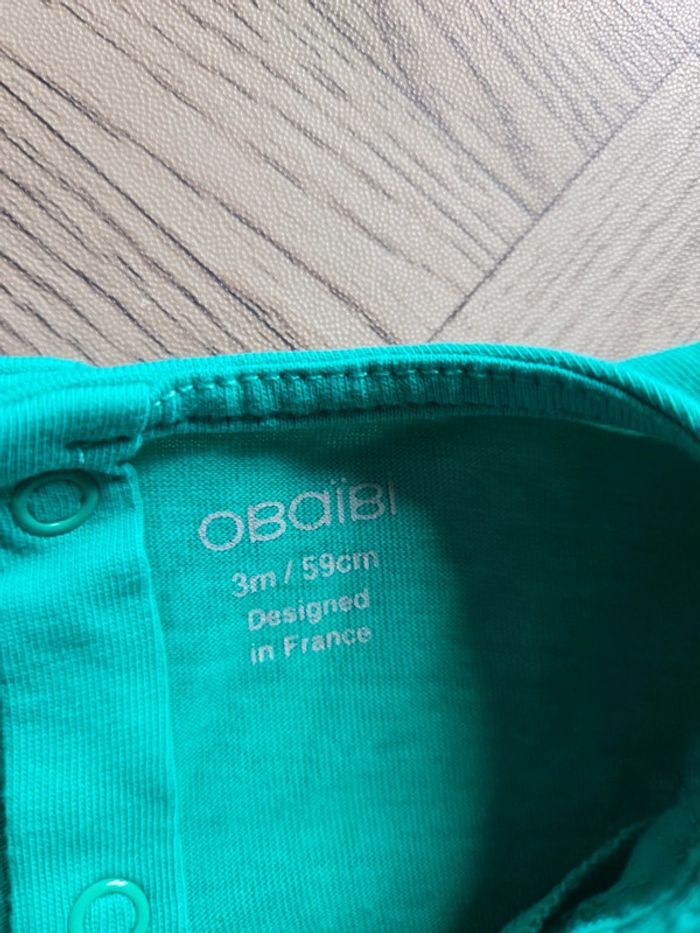 OBaïBI
3m / 59cm
Designed
in France